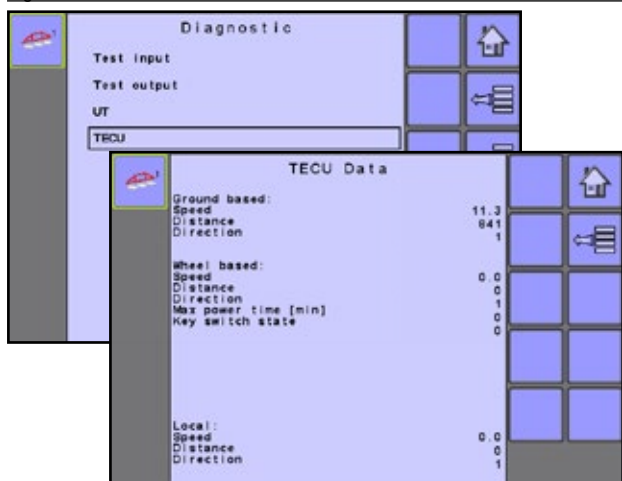 Diagnostic
Test input
Test output
UT
TECU
TECU Data
Ground based:
Speed 11.3
Distance 841
Direction 1
Wheel based:
Speed 0.0
Distance 0
Direction 1
Max power time [min] 0
Key switch state 0
Local:
Speed 0.0
Distance 0
Direction 1